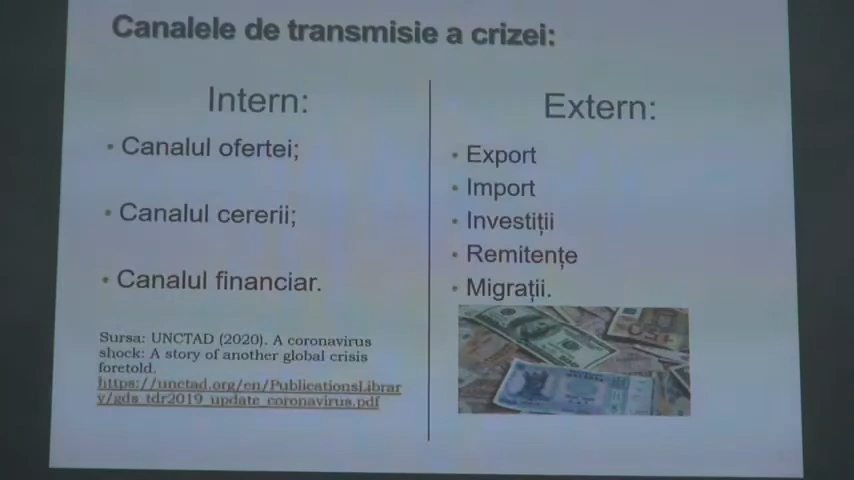 Canalele de transmisie a crizei:
Intern:
• Canalul ofertei;
• Canalul cererii;
• Canalul financiar.
Sursa: UNCTAD (2020). A coronavirus
shock: A story of another global crisis
foretold.
https://unctad.org/en/PublicationsLibrar
y/gds_tdr2019_update_coronavirus.pdf
Extern:
• Export
• Import
• Investiții
• Remitențe
• Migrații.